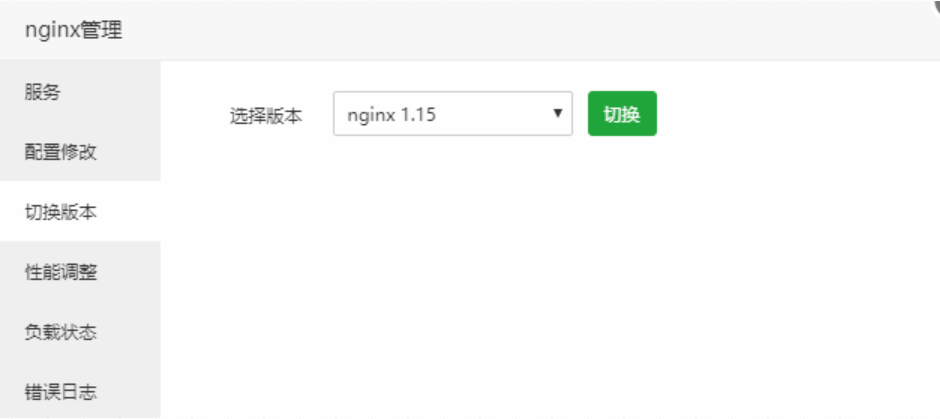 nginx管理
服务
配置修改
切换版本
性能调整
负载状态
错误日志
选择版本 nginx 1.15 切换